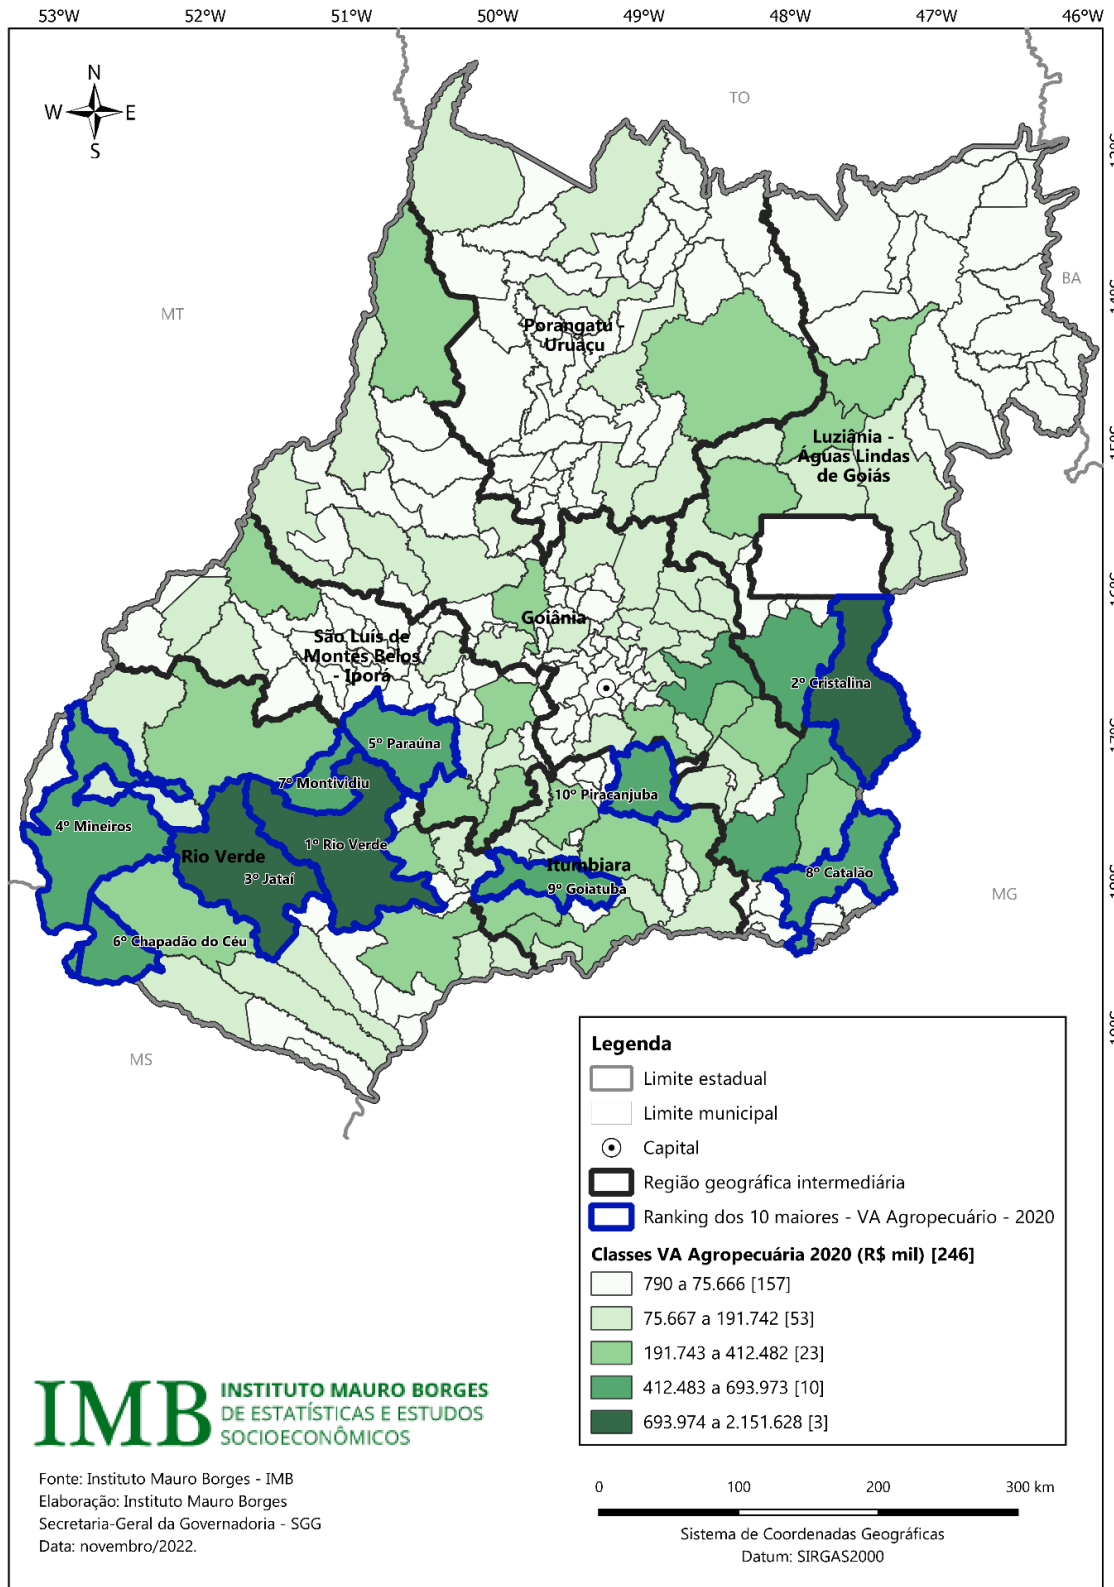 53°W 52°W 51°W 50°W 49°W 48°W 47°W 46°W
N
W E
S
TO
13°S
BA
14°S
MT
Porangatu -
Uruaçu
Luziânia -
Águas Lindas
de Goiás
15°S
16°S
Goiânia
São Luís de
Montes Belos
- Iporá
2º Cristalina
17°S
5º Paraúna
7º Montividiu
10º Piracanjuba
4º Mineiros
1º Rio Verde
Rio Verde
3º Jataí
Itumbiara
9º Goiatuba
8º Catalão
18°S
MG
6º Chapadão do Céu
19°S
MS
Legenda
Limite estadual
Limite municipal
Capital
Região geográfica intermediária
Ranking dos 10 maiores - VA Agropecuário - 2020
Classes VA Agropecuária 2020 (R$ mil) [246]
790 a 75.666 [157]
75.667 a 191.742 [53]
191.743 a 412.482 [23]
412.483 a 693.973 [10]
693.974 a 2.151.628 [3]
IMB INSTITUTO MAURO BORGES
DE ESTATÍSTICAS E ESTUDOS
SOCIOECONÔMICOS
Fonte: Instituto Mauro Borges - IMB
Elaboração: Instituto Mauro Borges
Secretaria-Geral da Governadoria - SGG
Data: novembro/2022.
0 100 200 300 km
Sistema de Coordenadas Geográficas
Datum: SIRGAS2000